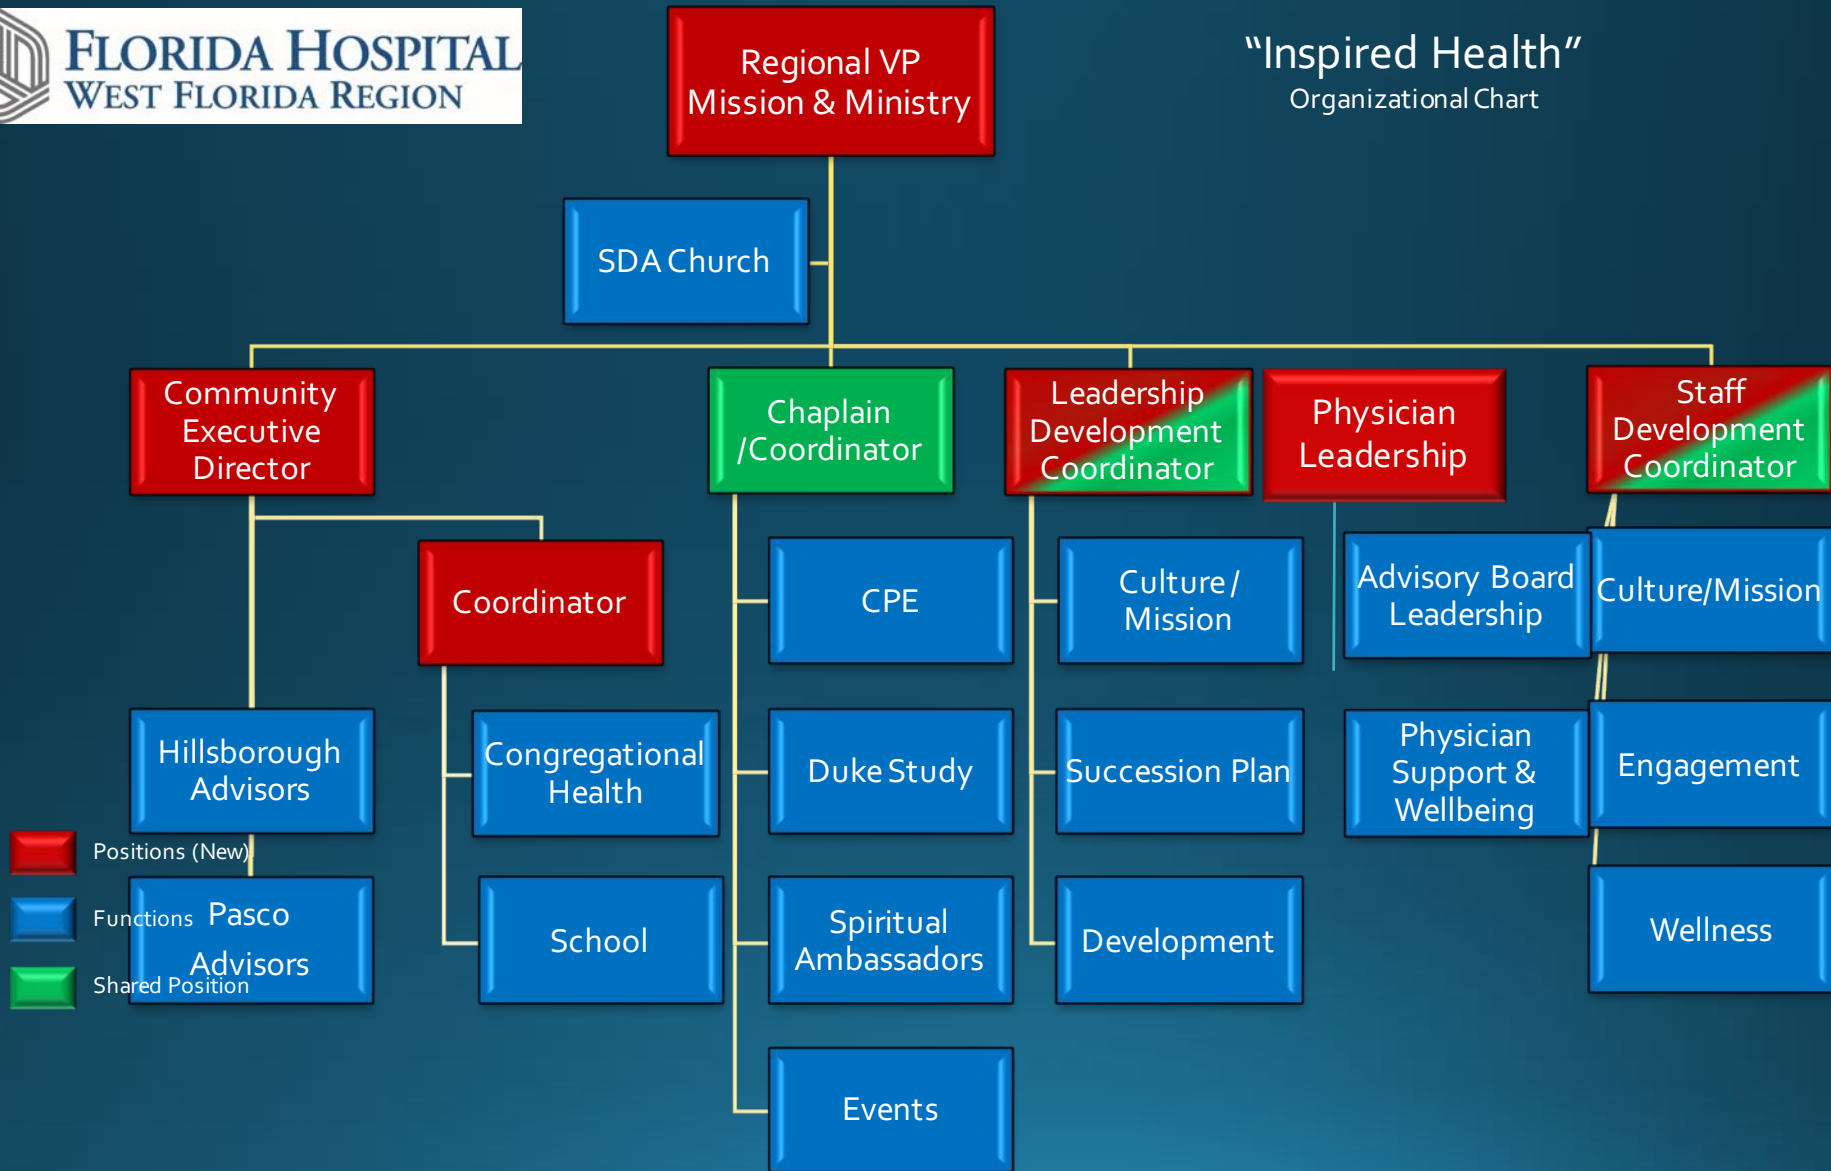 FLORIDA HOSPITAL
WEST FLORIDA REGION
Regional VP
Mission & Ministry
“Inspired Health”
Organizational Chart
SDA Church
Community
Executive
Director
Chaplain
/Coordinator
Leadership
Development
Coordinator
Physician
Leadership
Staff
Development
Coordinator
Coordinator
CPE
Culture/
Mission
Advisory Board
Leadership
Culture/Mission
Hillsborough
Advisors
Congregational
Health
Duke Study
Succession Plan
Physician
Support &
Wellbeing
Engagement
Positions (New)
Functions
Shared Position
Pasco
Advisors
School
Spiritual
Ambassadors
Development
Wellness
Events